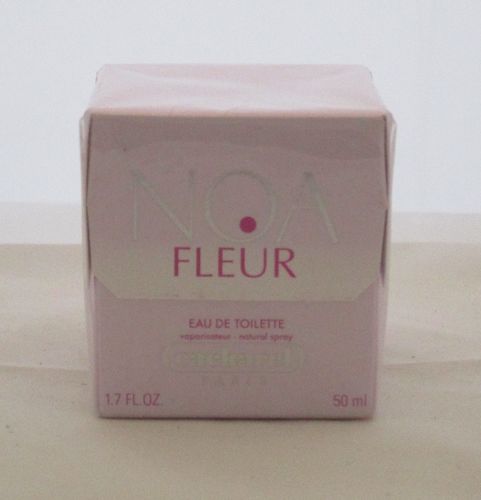 NOA
FLEUR
EAU DE TOILETTE
vaporisateur - natural spray
cacharel
PARIS
1.7 FL.OZ. 50 ml